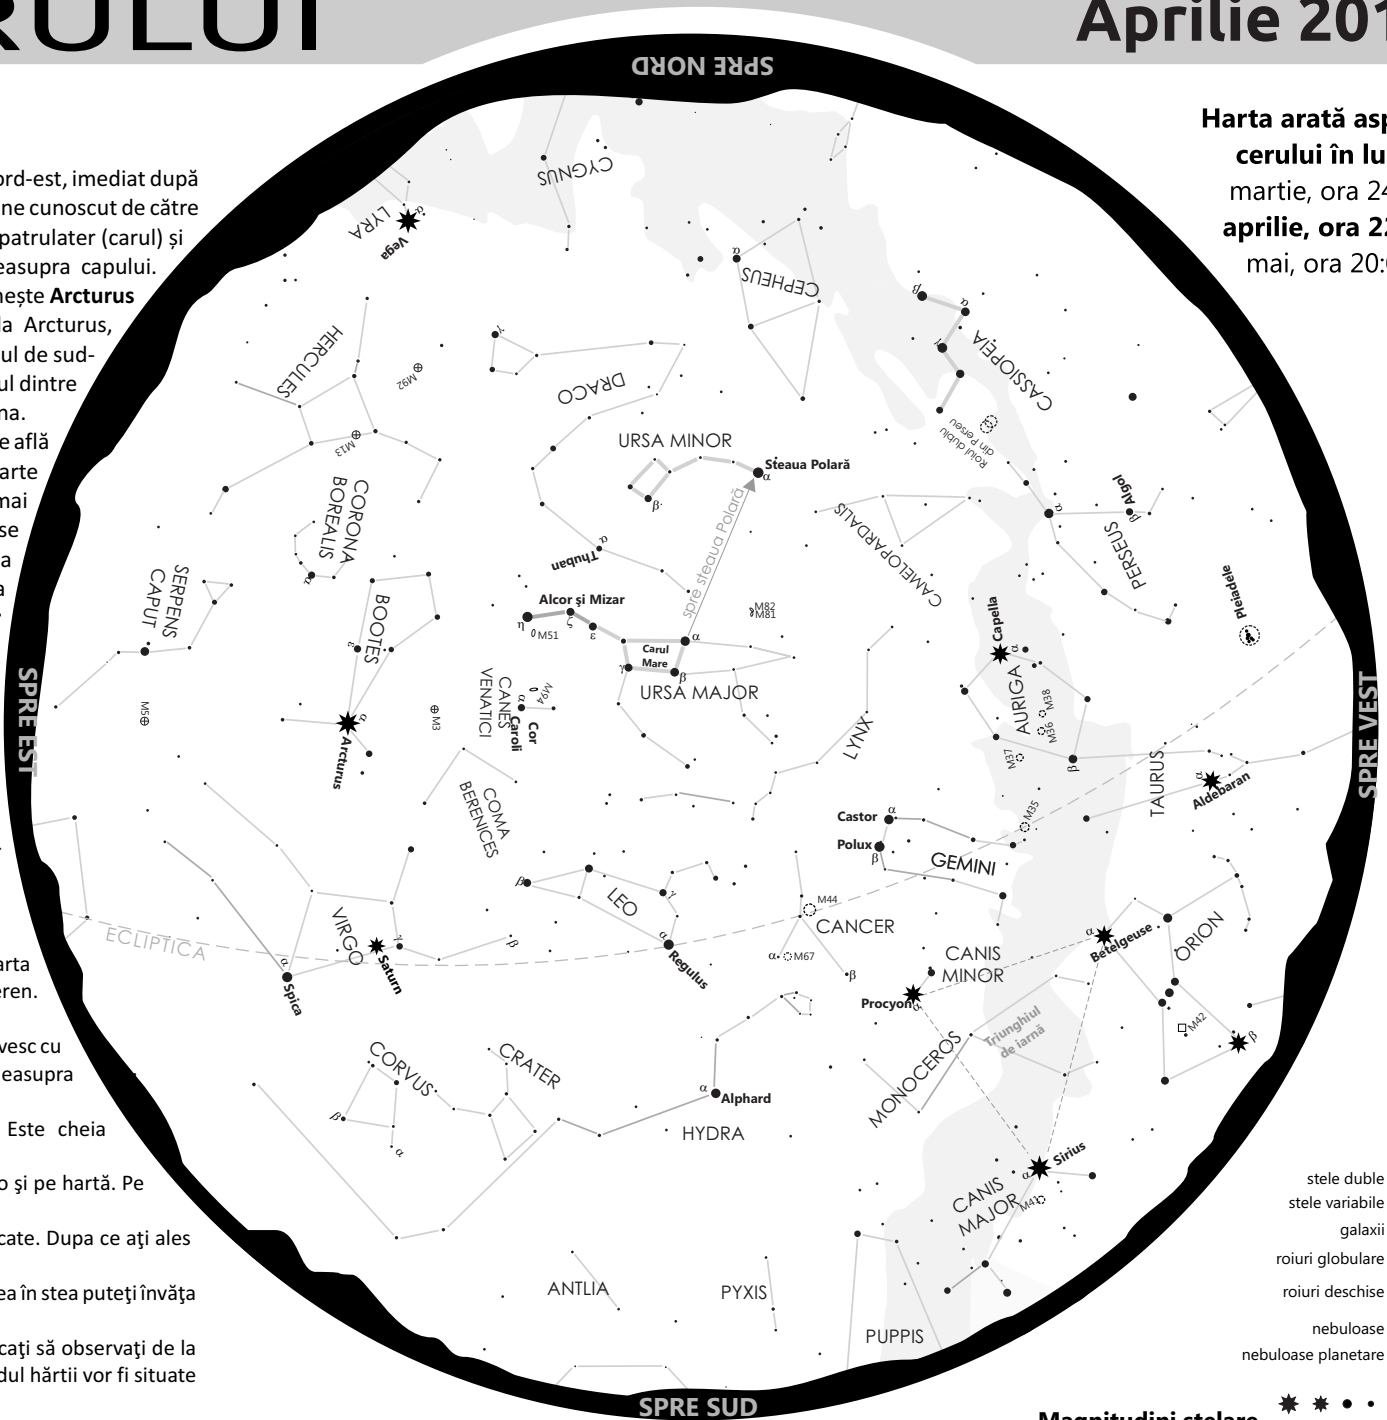 RULUI
Aprilie 201
SPRE NORD
Harta arată asp
cerului în lu
martie, ora 24
aprilie, ora 22
mai, ora 20:0
ord-est, imediat după
ne cunoscut de către
patrulater (carul) și
easupra capului.
nește Arcturus
la Arcturus,
ul de sud-
ul dintre
na.
e află
arte
mai
se
a
a
CYGNUS
LYRA
α
Vega
α
CEPHEUS
β
α
γ
CASSIOPEIA
HERCULES
M92
γ
DRACO
M13
URSA MINOR
Steaua Polară
α
β
Roiul dublu
din Perseu
CORONA
BOREALIS
α
Thuban
α
spre steaua Polară
CAMELOPARDALIS
α
Algol
β
PERSEUS
Pleiadele
SERPENS
CAPUT
BOOTES
ε
Alcor și Mizar
η
ζ
ε
M51
M82
M81
α
Carul
Mare
γ
β
URSA MAJOR
Capella
α
AURIGA
M38
M36
M37
β
SPRE EST
SPRE VEST
M5
α
Arcturus
M3
CANES
VENATICI
M94
α
Cor
Caroli
LYNX
TAURUS
α
Aldebaran
COMA
BERENICES
Castor
α
Polux
β
GEMINI
M35
β
LEO
γ
α
Regulus
M44
CANCER
α
M67
β
ECLIPTICA
VIRGO
γ
Saturn
β
α
Spica
CANIS
MINOR
Procyon
α
α
Betelgeuse
ORION
M42
β
Triunghiul
de iarnă
MONOCEROS
CORVUS
β
α
CRATER
α
Alphard
HYDRA
Sirius
α
CANIS
MAJOR
M41
ANTLIA
PYXIS
PUPPIS
SPRE SUD
arta
eren.
vesc cu
easupra
Este cheia
o şi pe hartă. Pe
cate. Dupa ce aţi ales
ea în stea puteţi învăţa
caţi să observaţi de la
dul hărtii vor fi situate
stele duble
stele variabile
galaxii
roiuri globulare
roiuri deschise
nebuloase
nebuloase planetare
Magnitudini stelare